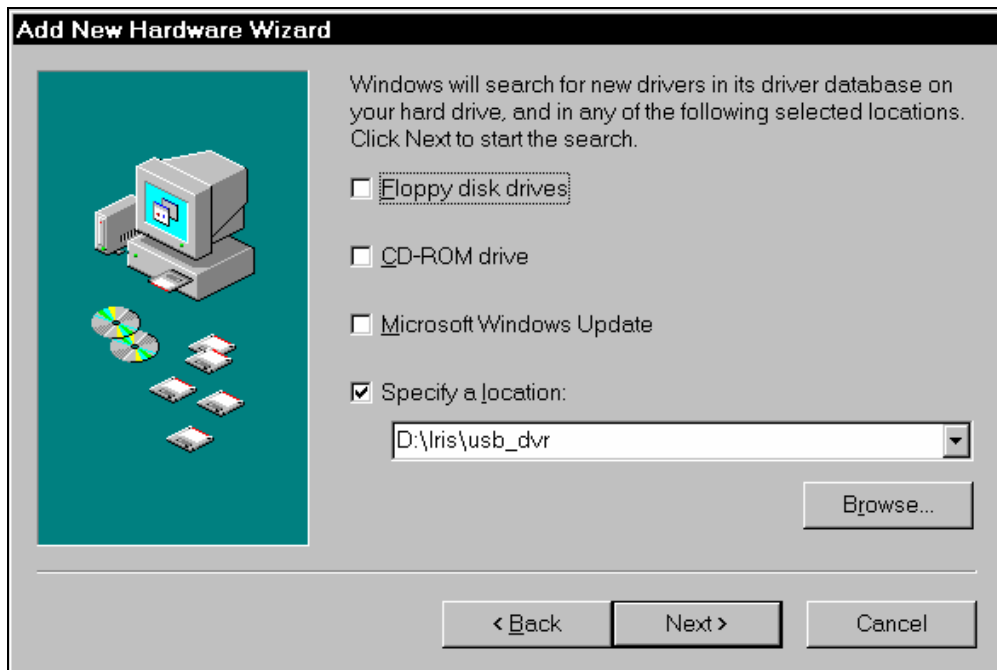 Add New Hardware Wizard
Windows will search for new drivers in its driver database on
your hard drive, and in any of the following selected locations.
Click Next to start the search.
Floppy disk drives
CD-ROM drive
Microsoft Windows Update
Specify a location:
D:\Iris\usb_dvr
Browse...
< Back
Next >
Cancel